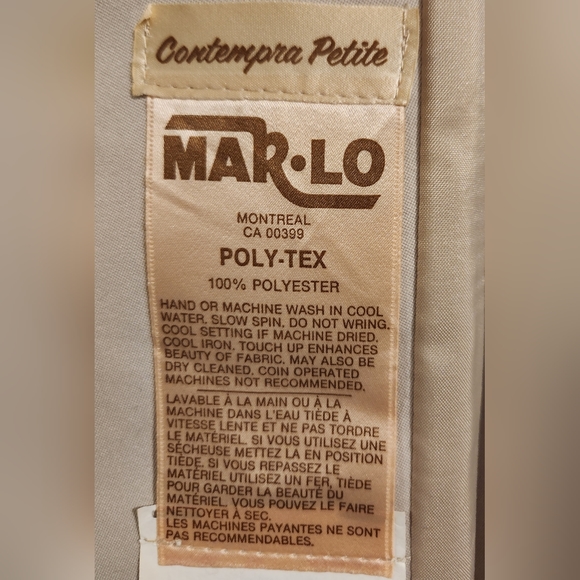 Contempra Petite
MAR·LO
MONTREAL
CA 00399
POLY-TEX
100% POLYESTER
HAND OR MACHINE WASH IN COOL
WATER. SLOW SPIN. DO NOT WRING.
COOL SETTING IF MACHINE DRIED.
COOL IRON. TOUCH UP ENHANCES
BEAUTY OF FABRIC. MAY ALSO BE
DRY CLEANED. COIN OPERATED
MACHINES NOT RECOMMENDED.
LAVABLE À LA MAIN OU À LA
MACHINE DANS L'EAU TIÈDE À
VITESSE LENTE ET NE PAS TORDRE
LE MATÉRIEL. SI VOUS UTILISEZ UNE
SÉCHEUSE METTEZ LA EN POSITION
TIÈDE. SI VOUS REPASSEZ LE
MATÉRIEL UTILISEZ UN FER, TIÈDE
POUR GARDER LA BEAUTÉ DU
MATÉRIEL. VOUS POUVEZ LE FAIRE
NETTOYER À SEC.
LES MACHINES PAYANTES NE SONT
PAS RECOMMENDABLES.